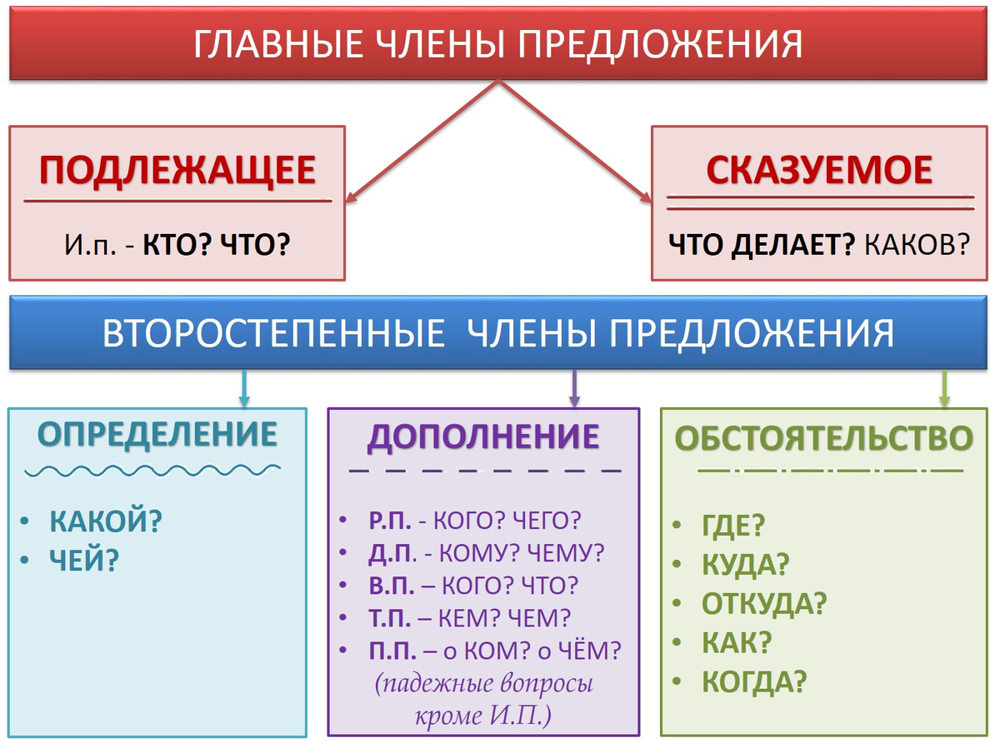 ГЛАВНЫЕ ЧЛЕНЫ ПРЕДЛОЖЕНИЯ
ПОДЛЕЖАЩЕЕ
И.п. - КТО? ЧТО?
СКАЗУЕМОЕ
ЧТО ДЕЛАЕТ? КАКОВ?
ВТОРОСТЕПЕННЫЕ ЧЛЕНЫ ПРЕДЛОЖЕНИЯ
ОПРЕДЕЛЕНИЕ
• КАКОЙ?
• ЧЕЙ?
ДОПОЛНЕНИЕ
• Р.П. - КОГО? ЧЕГО?
• Д.П. - КОМУ? ЧЕМУ?
• В.П. – КОГО? ЧТО?
• Т.П. – КЕМ? ЧЕМ?
• П.П. – о КОМ? о ЧЁМ?
(падежные вопросы
кроме И.П.)
ОБСТОЯТЕЛЬСТВО
• ГДЕ?
• КУДА?
• ОТКУДА?
• КАК?
• КОГДА?